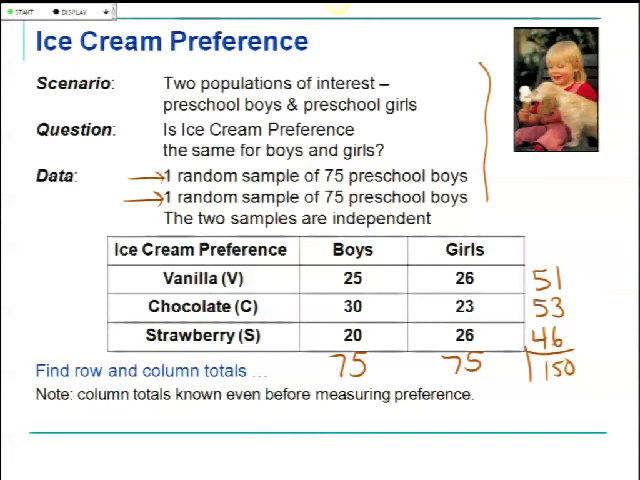 START DISPLAY
Ice Cream Preference
Scenario: Two populations of interest –
preschool boys & preschool girls
Question: Is Ice Cream Preference
the same for boys and girls?
Data: 1 random sample of 75 preschool boys
1 random sample of 75 preschool boys
The two samples are independent
Ice Cream Preference Boys Girls
Vanilla (V) 25 26 51
Chocolate (C) 30 23 53
Strawberry (S) 20 26 46
Find row and column totals ... 75 75 150
Note: column totals known even before measuring preference.